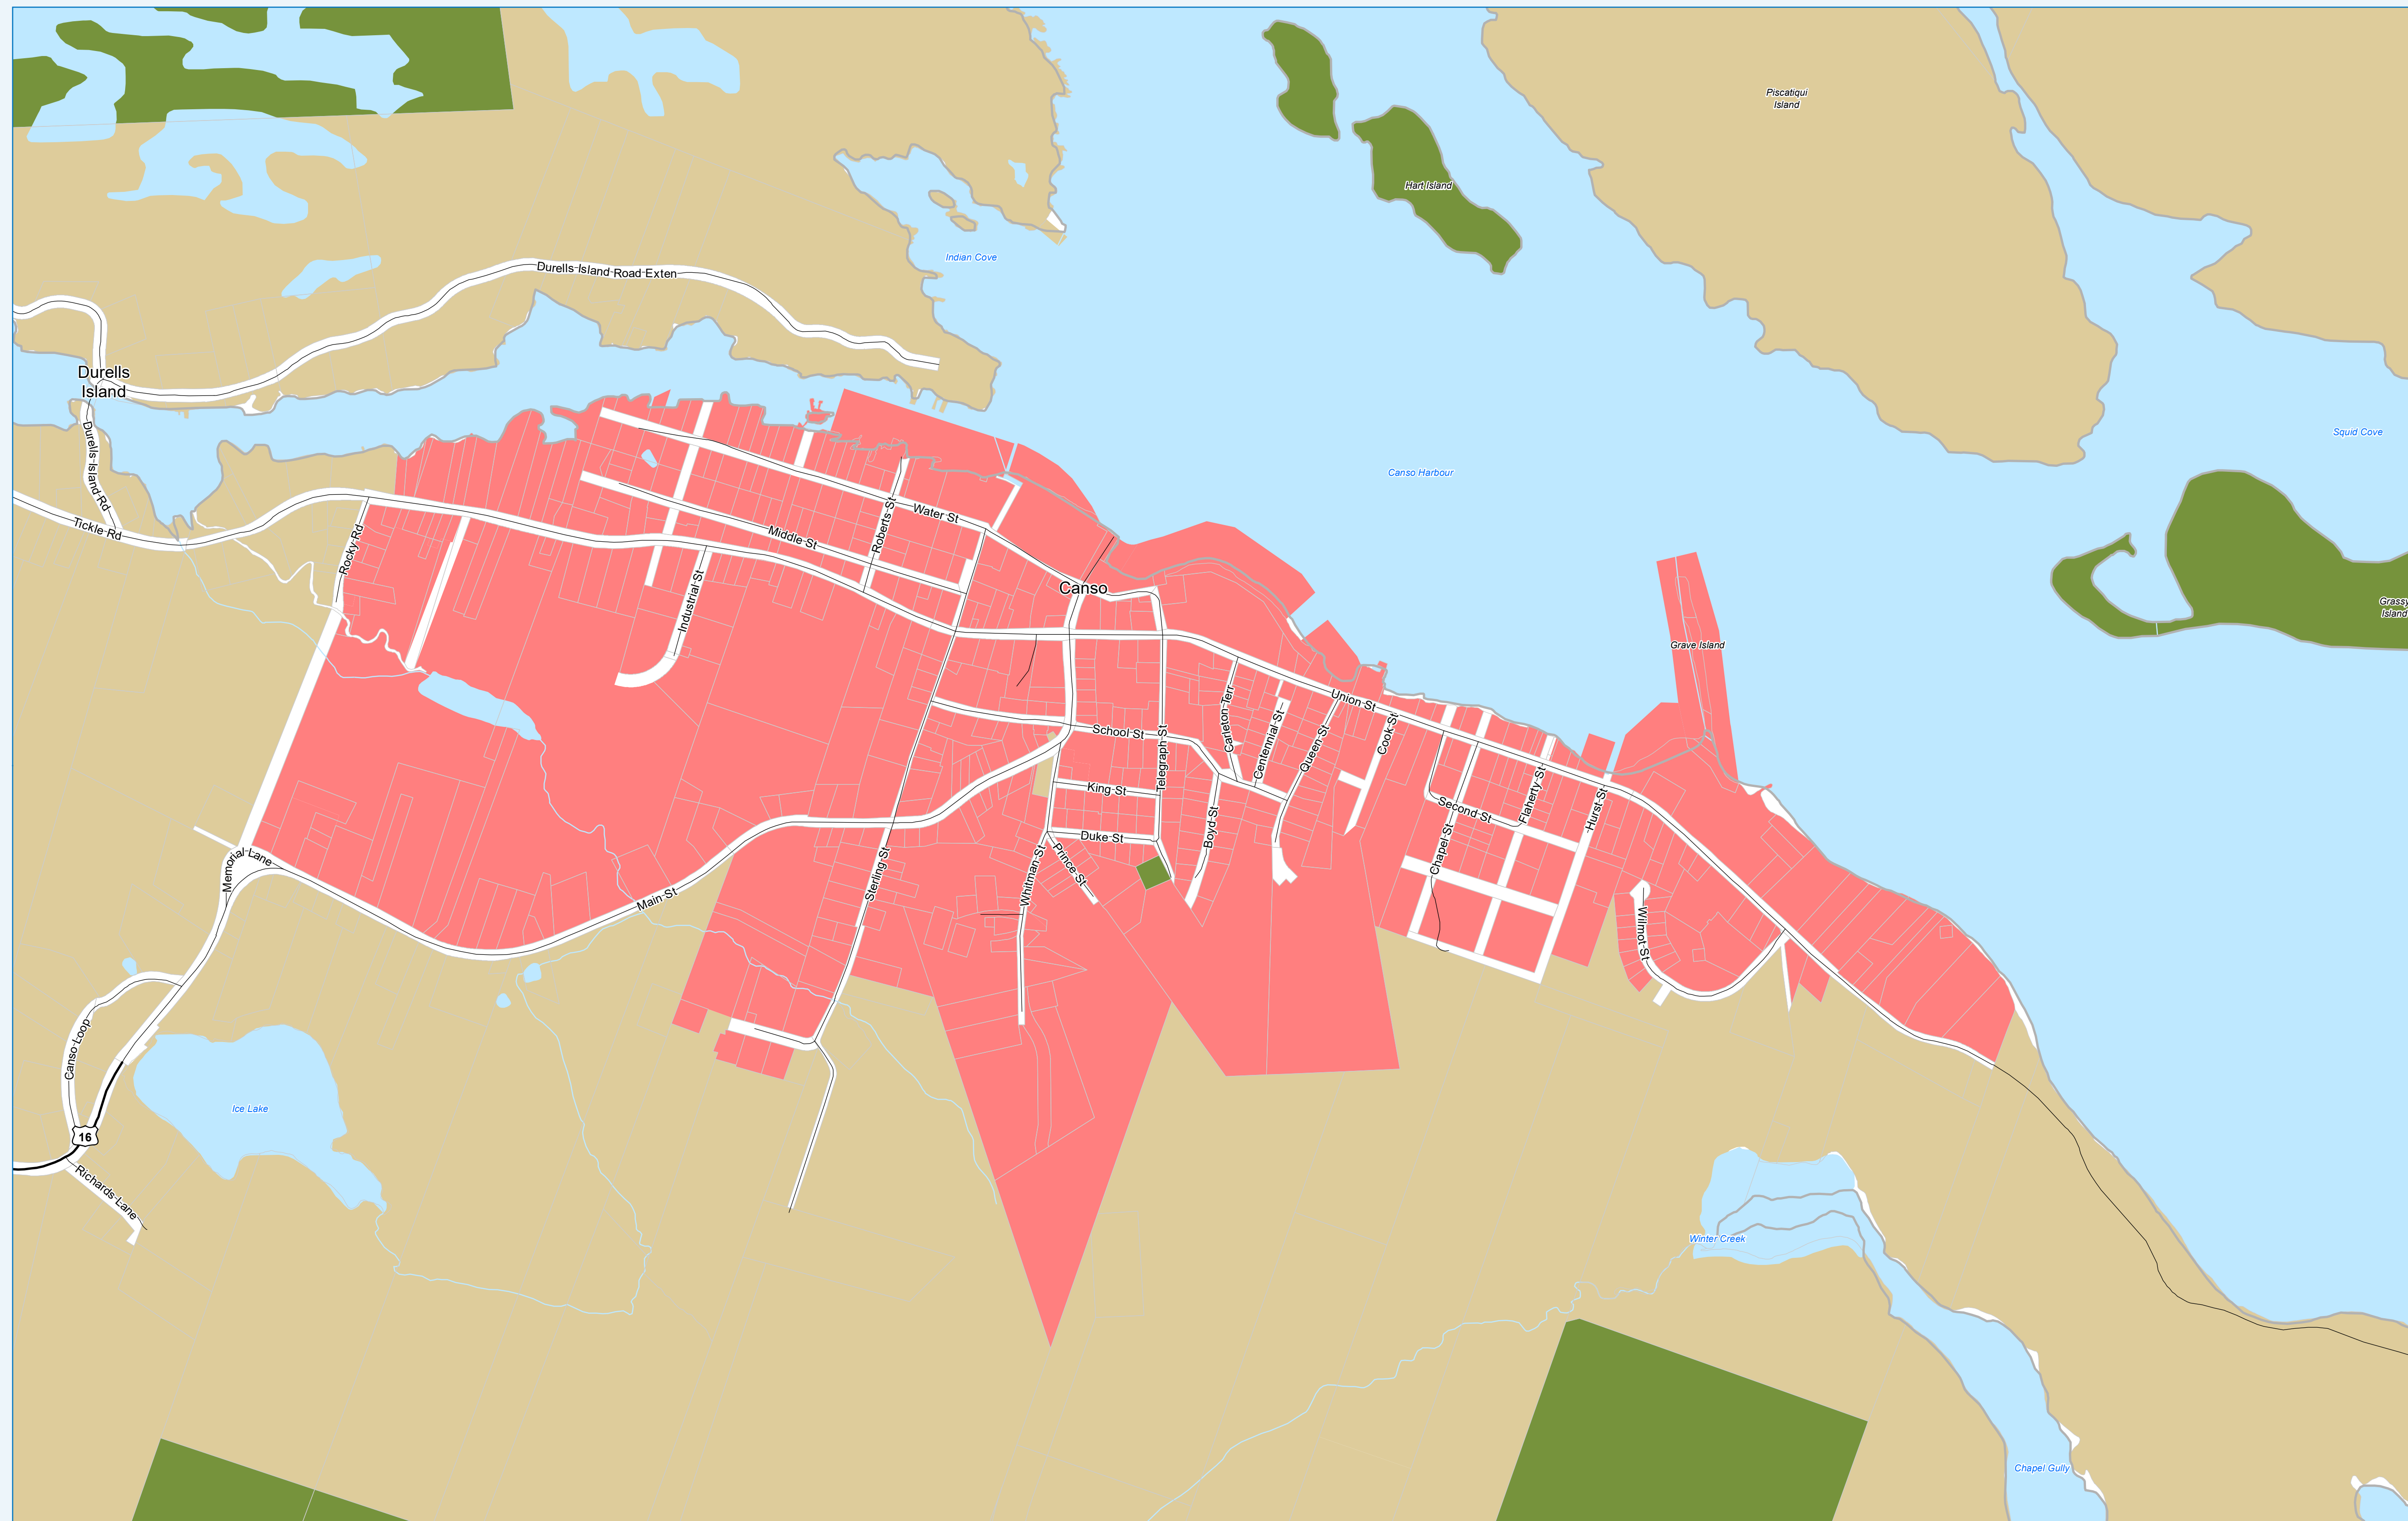 Piscatiqui
Island
Hart Island
Indian Cove
Durells Island Road Exten
Durells
Island
Squid Cove
Canso Harbour
Durells Island Rd
Tickle Rd
Rocky Rd
Water St
Roberts St
Middle St
Industrial St
Canso
Grassy
Island
Grave Island
Union St
School St
Telegraph St
Carleton Terr
Centennial St
Queen St
Cook St
King St
Second St
Flaherty St
Hurst St
Boyd St
Duke St
Chapel St
Prince St
Whitman St
Memorial Lane
Sterling St
Main St
Wilmot St
Canso Loop
Ice Lake
16
Richards Lane
Winter Creek
Chapel Gully